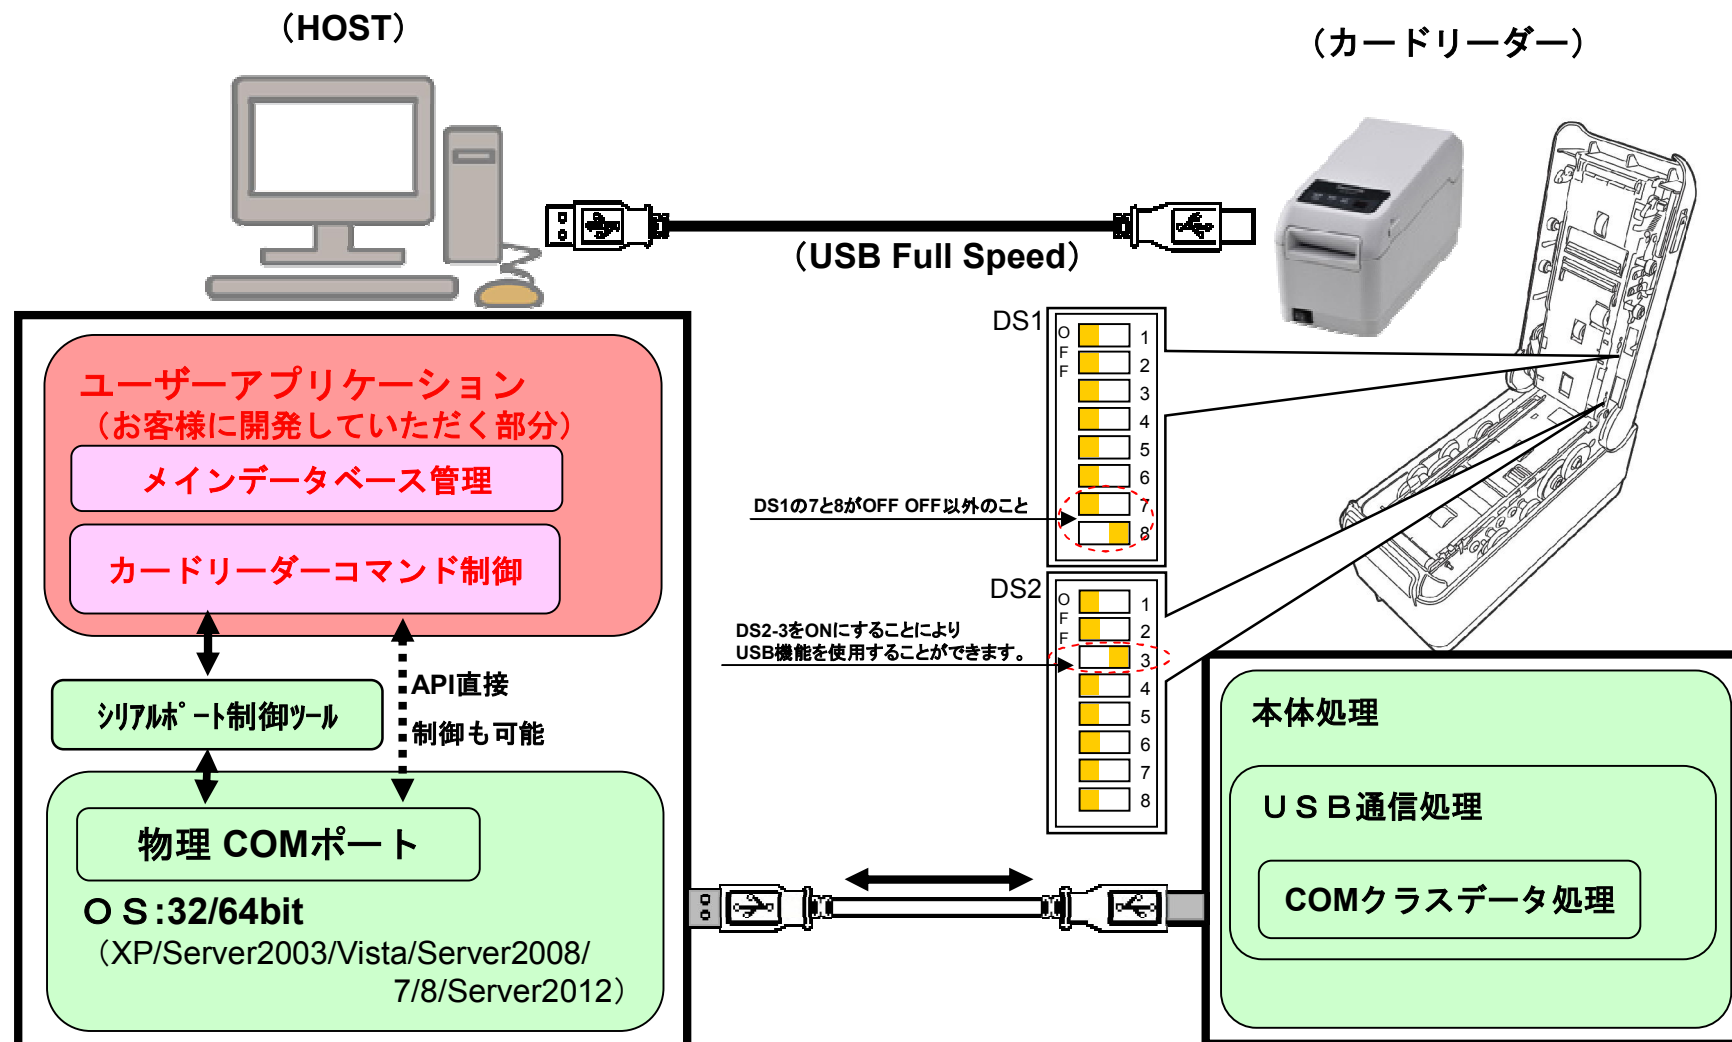 （HOST）
（カードリーダー）
（USB Full Speed）
ユーザーアプリケーション
（お客様に開発していただく部分）
メインデータベース管理
カードリーダーコマンド制御
シリアルポート制御ツール
API直接
制御も可能
物理 COMポート
ＯＳ:32/64bit
（XP/Server2003/Vista/Server2008/
7/8/Server2012）
DS1
OFF
1
2
3
4
5
6
7
8
DS1の7と8がOFF OFF以外のこと
DS2
OFF
1
2
3
4
5
6
7
8
DS2-3をONにすることにより
USB機能を使用することができます。
本体処理
ＵＳＢ通信処理
COMクラスデータ処理